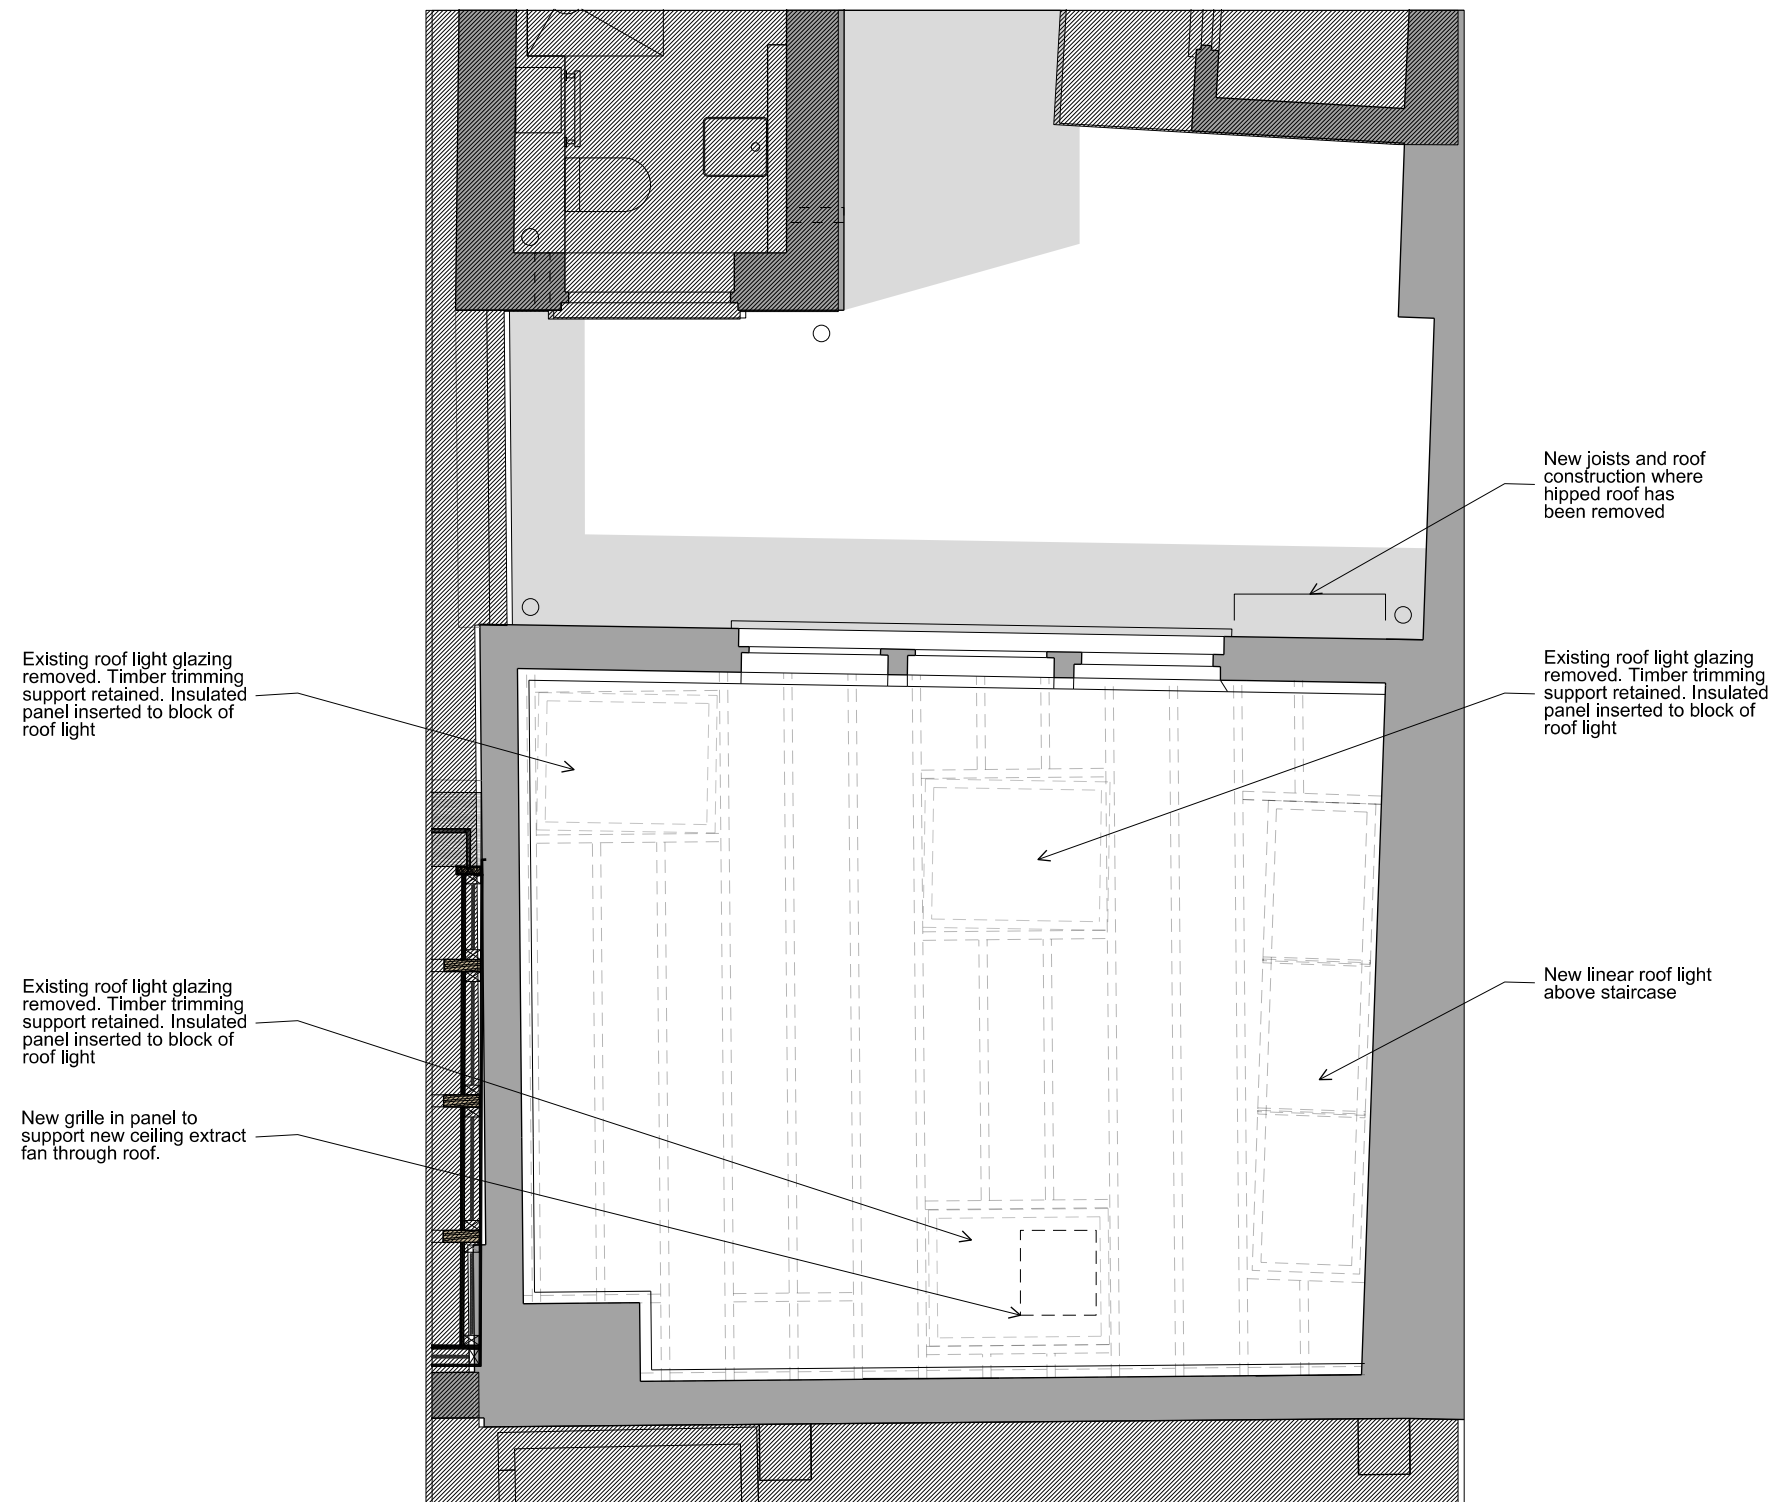 New joists and roof
construction where
hipped roof has
been removed
Existing roof light glazing
removed. Timber trimming
support retained. Insulated
panel inserted to block of
roof light
Existing roof light glazing
removed. Timber trimming
support retained. Insulated
panel inserted to block of
roof light
New linear roof light
above staircase
Existing roof light glazing
removed. Timber trimming
support retained. Insulated
panel inserted to block of
roof light
New grille in panel to
support new ceiling extract
fan through roof.